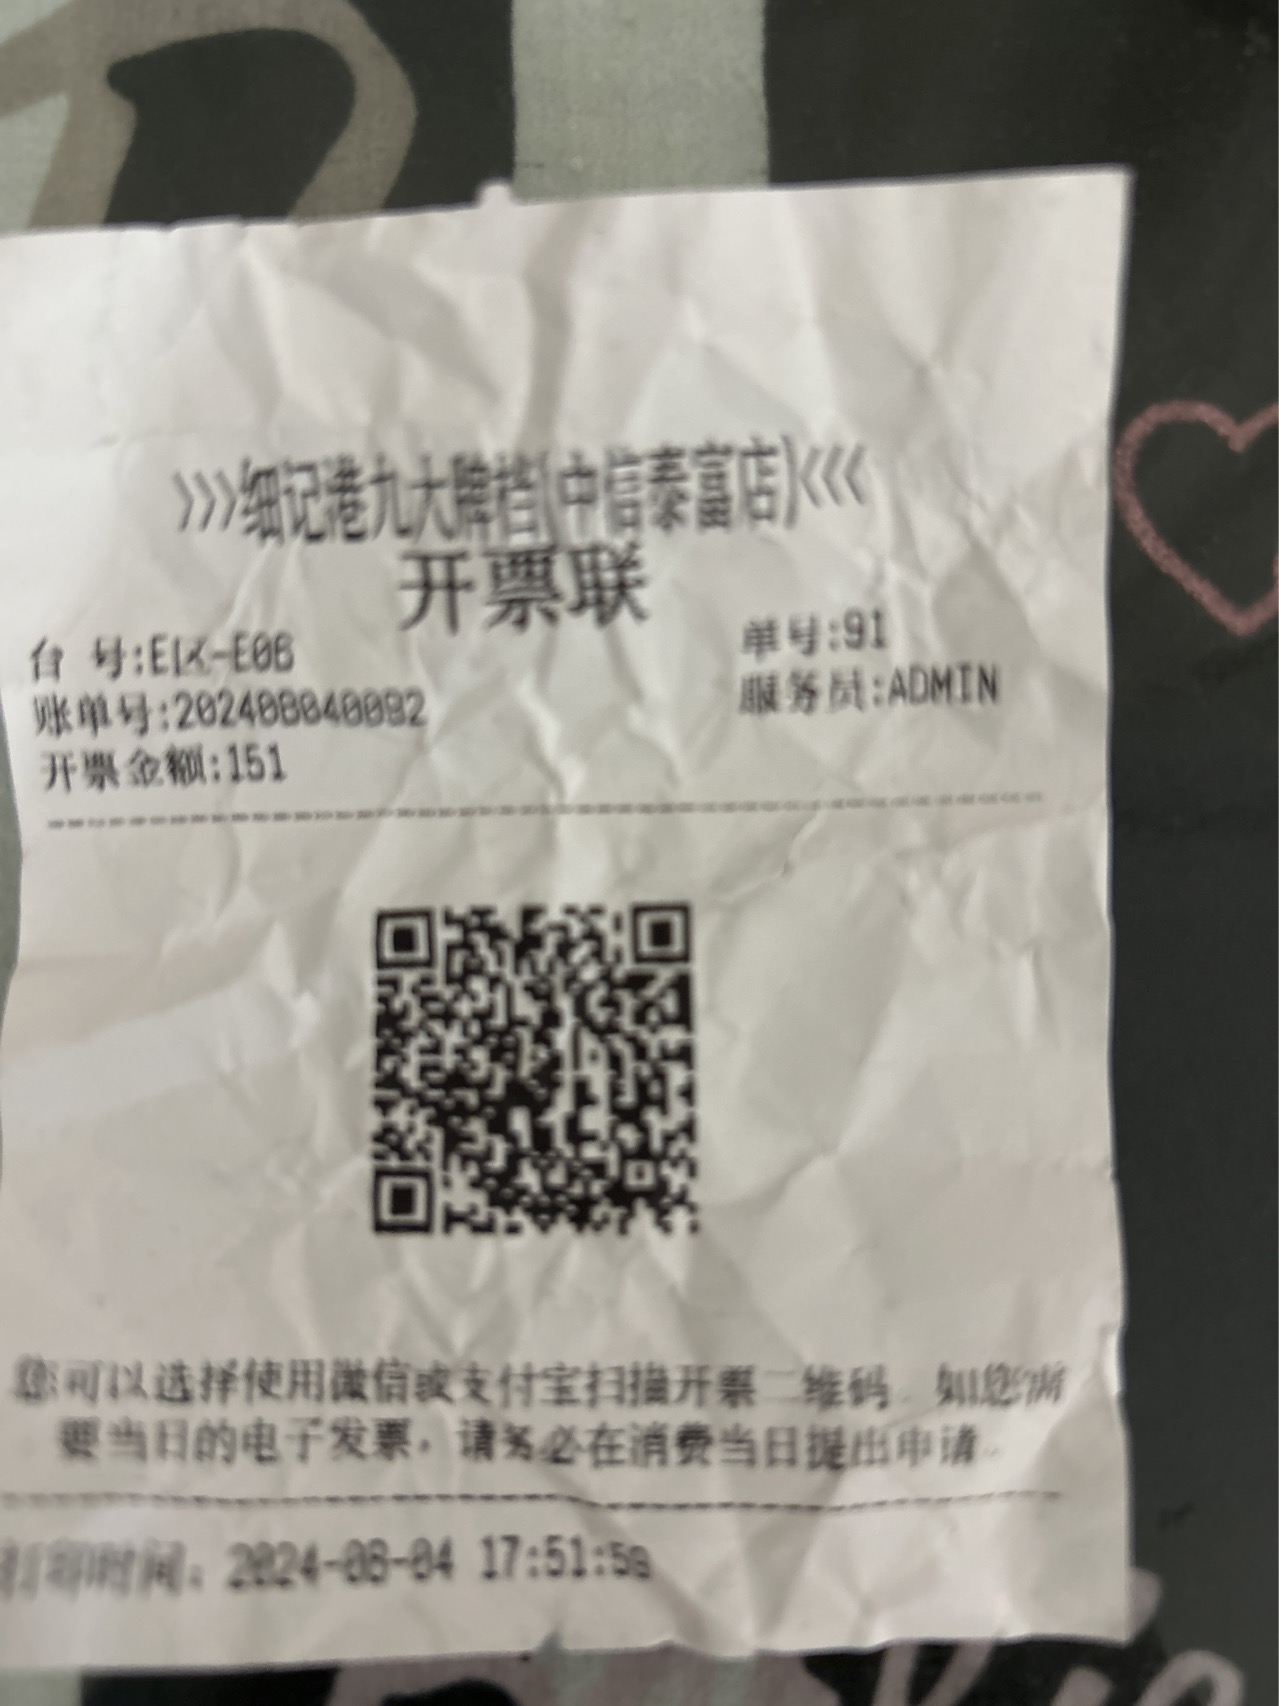 >>>细记港九大牌档(中信泰富店)<<<
开票联
台 号:E区-E06 单号:91
账单号:202408040092 服务员:ADMIN
开票金额:151
您可以选择使用微信或支付宝扫描开票二维码 如您需
要当日的电子发票，请务必在消费当日提出申请
打印时间: 2024-08-04 17:51:58